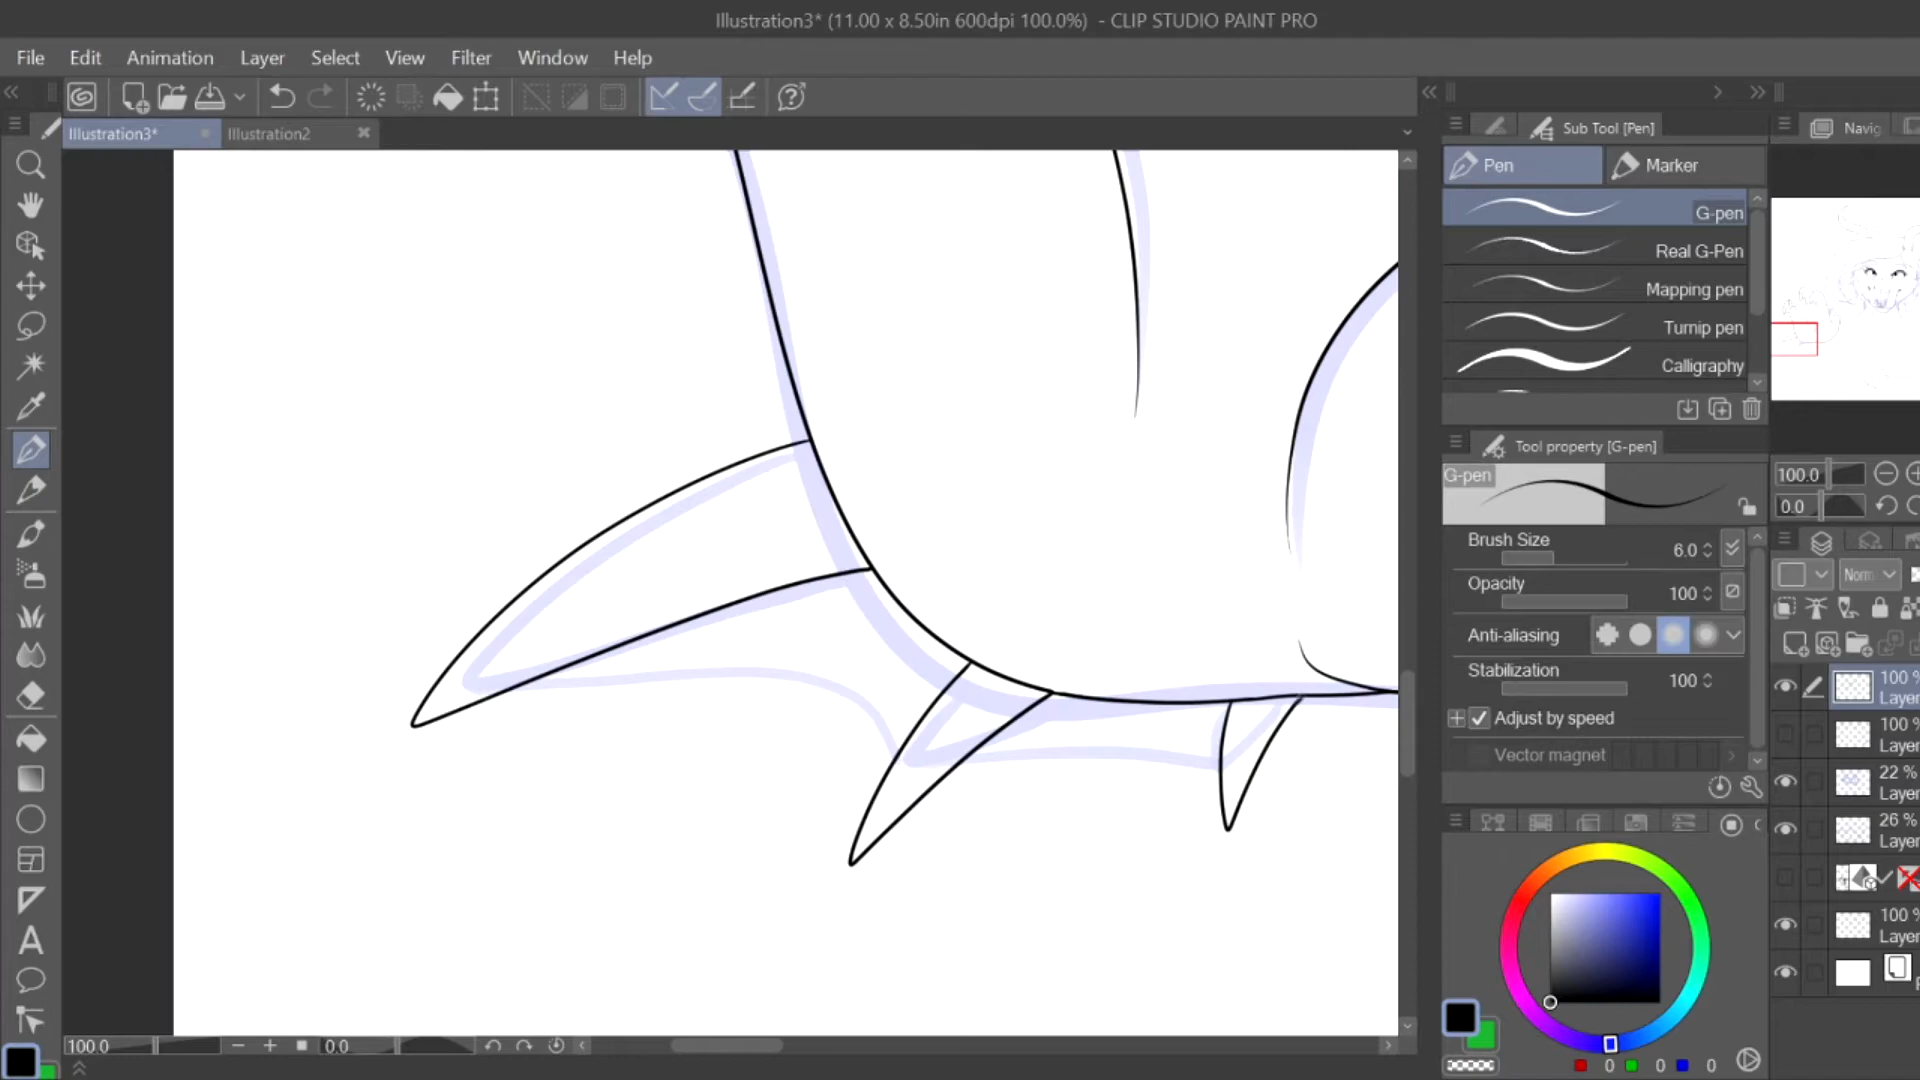 Illustration3* (11.00 x 8.50in 600dpi 100.0%) - CLIP STUDIO PAINT PRO
File Edit Animation Layer Select View Filter Window Help
Illustration3* Illustration2
Sub Tool [Pen]
Navig
Pen Marker
G-pen
Real G-Pen
Mapping pen
Turnip pen
Calligraphy
Tool property [G-pen]
G-pen
Brush Size 6.0
Opacity 100
Anti-aliasing
Stabilization 100
Adjust by speed
Vector magnet
100.0
0.0
Norm
100 %
Layer
100 %
Layer
22 %
Layer
26 %
Layer
100 %
Layer
P
A
100.0 0.0
0 0 0